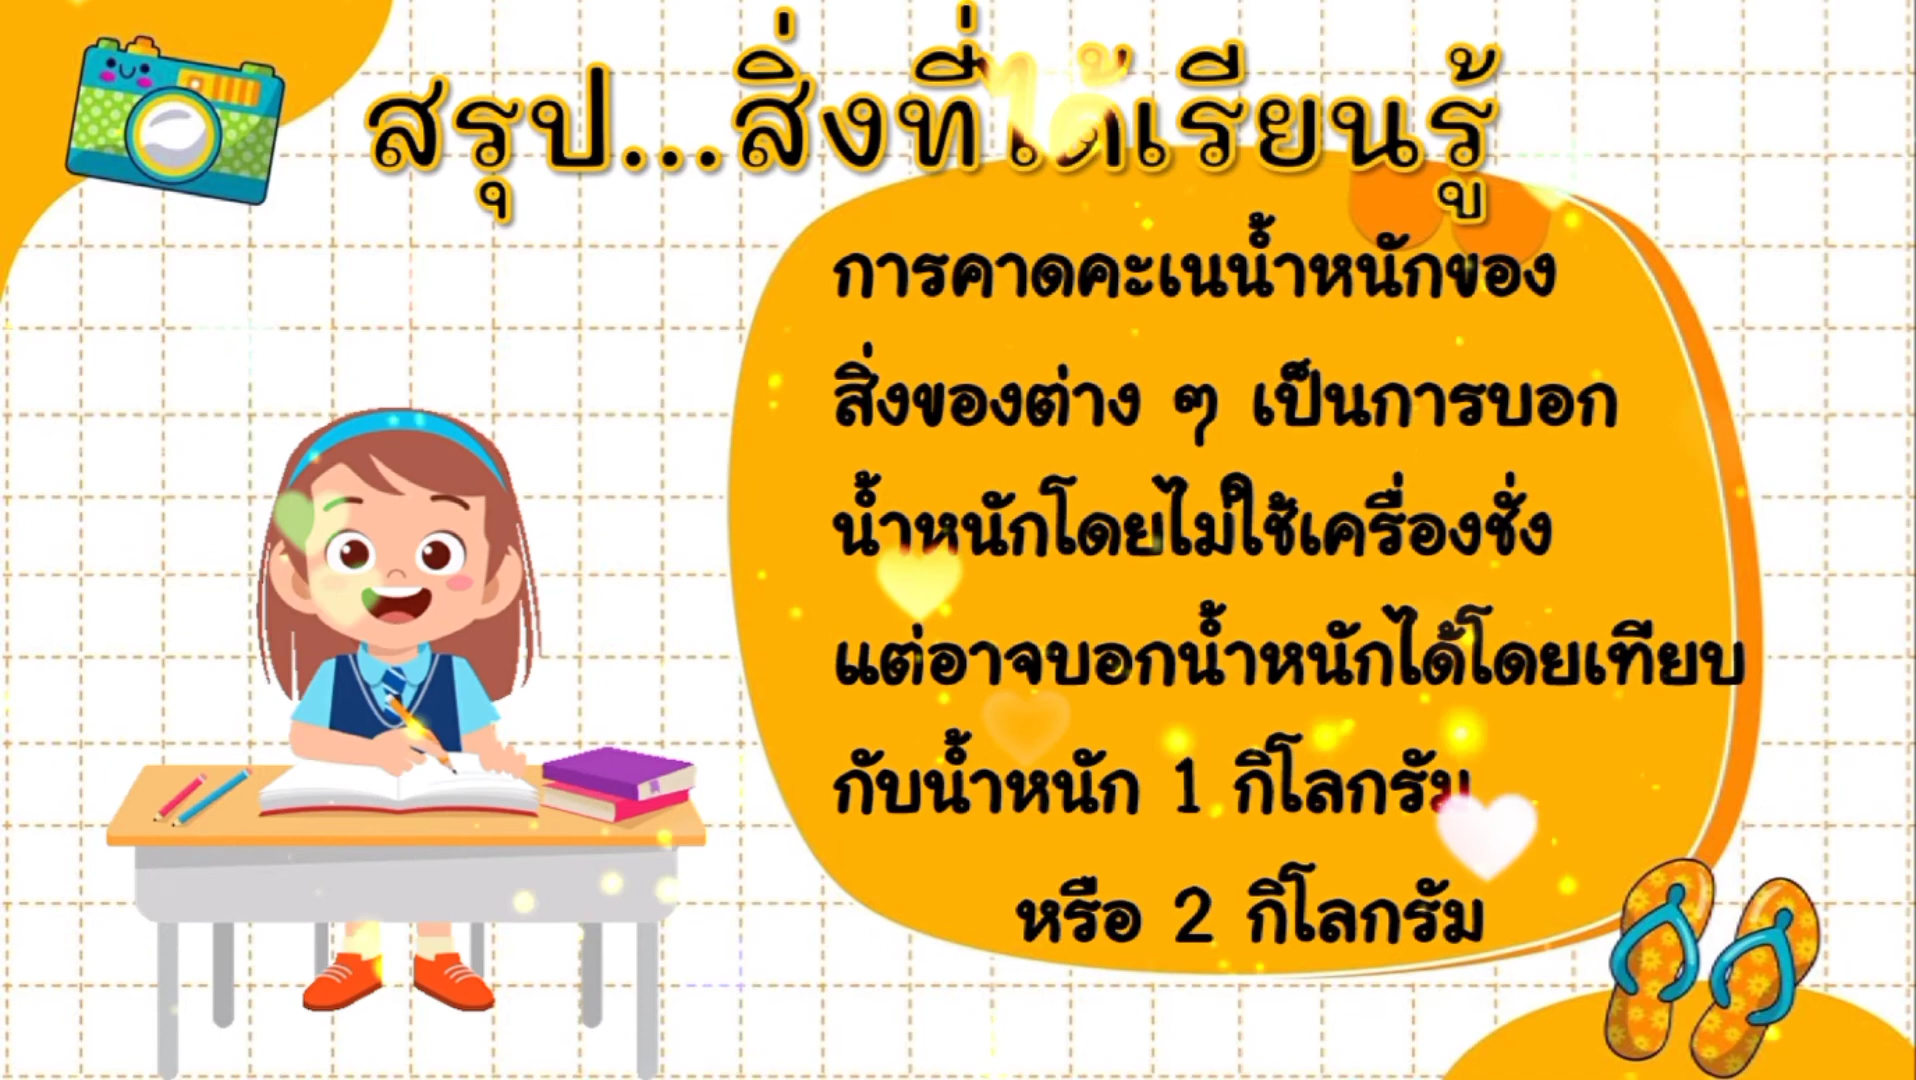 สรุป...สิ่งที่ได้เรียนรู้
การคาดคะเนน้ำหนักของ
สิ่งของต่าง ๆ เป็นการบอก
น้ำหนักโดยไม่ใช้เครื่องชั่ง
แต่อาจบอกน้ำหนักได้โดยเทียบ
กับน้ำหนัก 1 กิโลกรัม
หรือ 2 กิโลกรัม